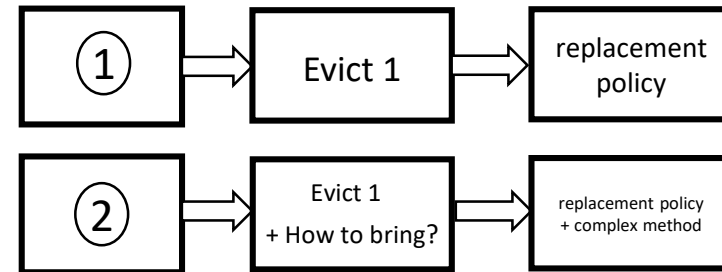 ①
Evict 1
replacement
policy
②
Evict 1
+ How to bring?
replacement policy
+ complex method